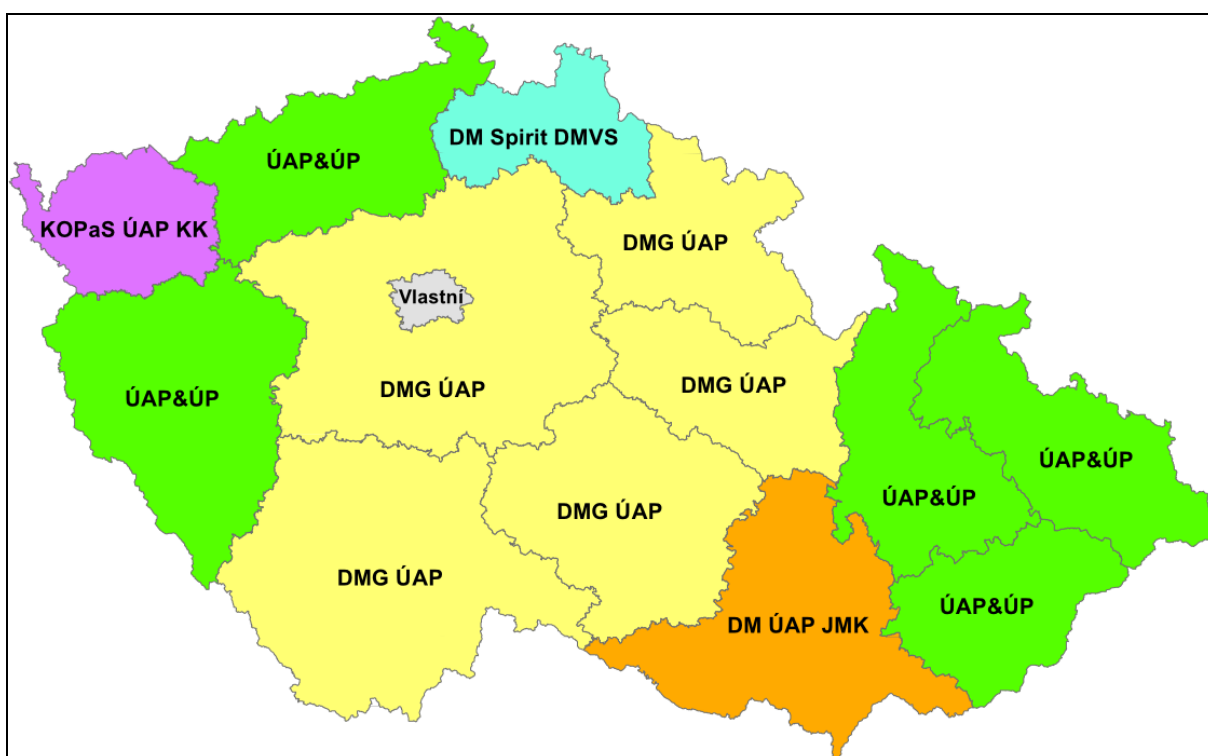 DM Spirit DMVS
ÚAP&ÚP
KOPaS ÚAP KK
DMG ÚAP
Vlastní
ÚAP&ÚP
DMG ÚAP
DMG ÚAP
ÚAP&ÚP
ÚAP&ÚP
DMG ÚAP
DMG ÚAP
ÚAP&ÚP
DM ÚAP JMK